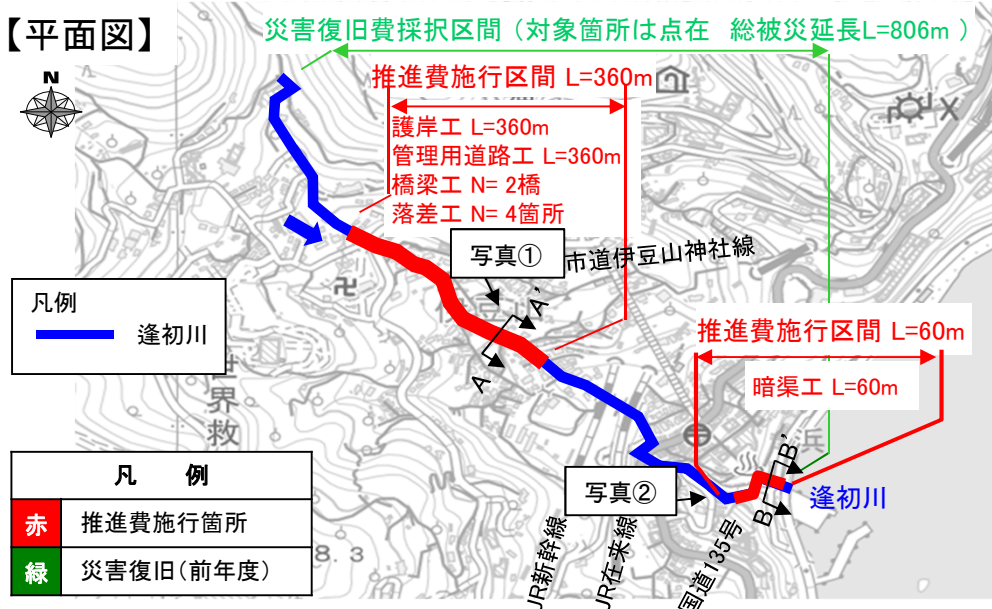 【平面図】
災害復旧費採択区間（対象箇所は点在 総被災延長L=806m ）
N
推進費施行区間 L=360m
護岸工 L=360m
管理用道路工 L=360m
橋梁工 N= 2橋
落差工 N= 4箇所
写真①
市道伊豆山神社線
A'
A
凡例
逢初川
推進費施行区間 L=60m
暗渠工 L=60m
界
救
浜
B'
B
写真②
逢初川
凡 例
赤 推進費施行箇所
緑 災害復旧（前年度）
8.3
JR新幹線
JR在来線
国道135号